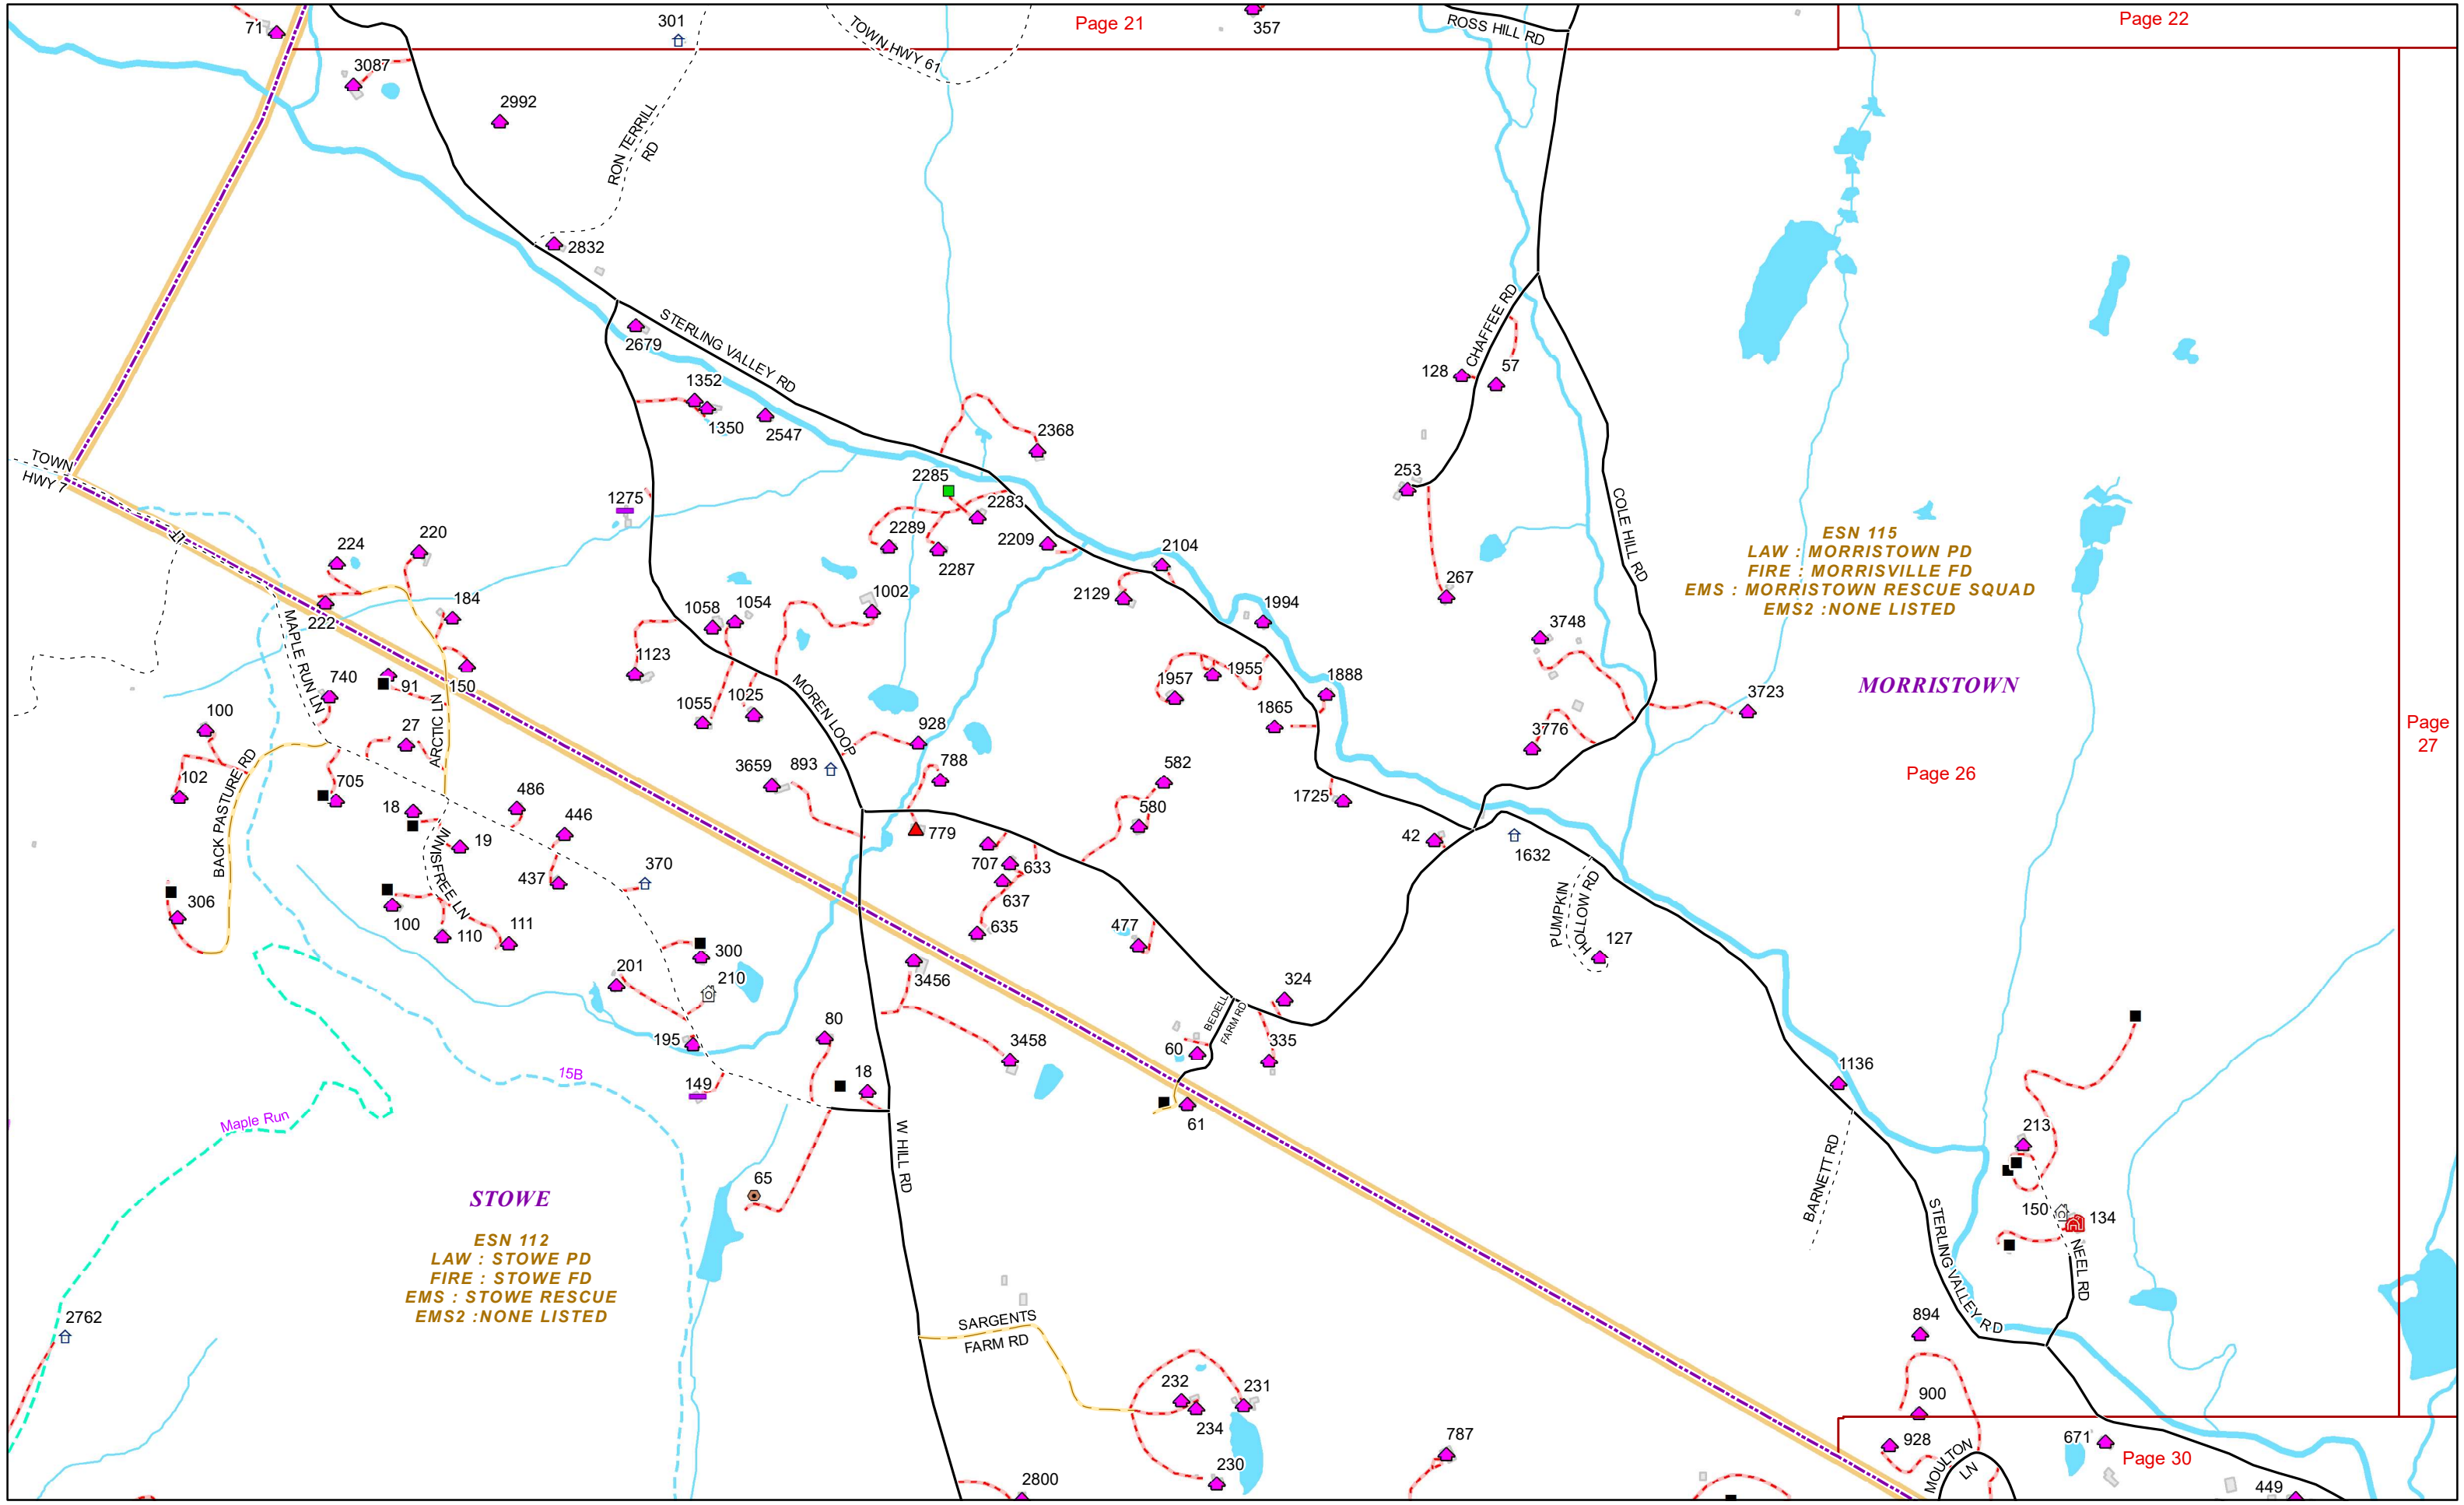 71
301
TOWN HWY 61
Page 21
357
ROSS HILL RD
Page 22
3087
2992
RON TERRILL
RD
2832
2679
STERLING VALLEY RD
1352
1350
2547
2368
CHAFFEE RD
128
57
253
267
COLE HILL RD
TOWN
HWY 7
1275
2285
2283
2289
2287
2209
2104
2129
1994
ESN 115
LAW : MORRISTOWN PD
FIRE : MORRISVILLE FD
EMS : MORRISTOWN RESCUE SQUAD
EMS2 :NONE LISTED
224
220
222
184
1002
1058
1054
1123
3748
MAPLE RUN LN
740
91
150
1055
1025
MOREN LOOP
1957
1955
1888
1865
3776
3723
MORRISTOWN
Page
27
100
27
ARCTIC LN
928
102
BACK PASTURE RD
705
3659
893
788
582
580
1725
Page 26
18
486
446
19
INISFREE LN
437
370
779
707
633
637
635
42
1632
306
100
110
111
477
PUMPKIN
HOLLOW RD
127
300
210
201
195
3456
3458
324
BEDELL
FARM RD
60
335
61
80
18
149
15B
Maple Run
1136
213
BARNETT RD
W HILL RD
65
150
134
NEEL RD
STERLING VALLEY RD
STOWE
ESN 112
LAW : STOWE PD
FIRE : STOWE FD
EMS : STOWE RESCUE
EMS2 :NONE LISTED
2762
SARGENTS
FARM RD
894
232
231
234
230
900
928
787
2800
MOULTON
LN
671
Page 30
449